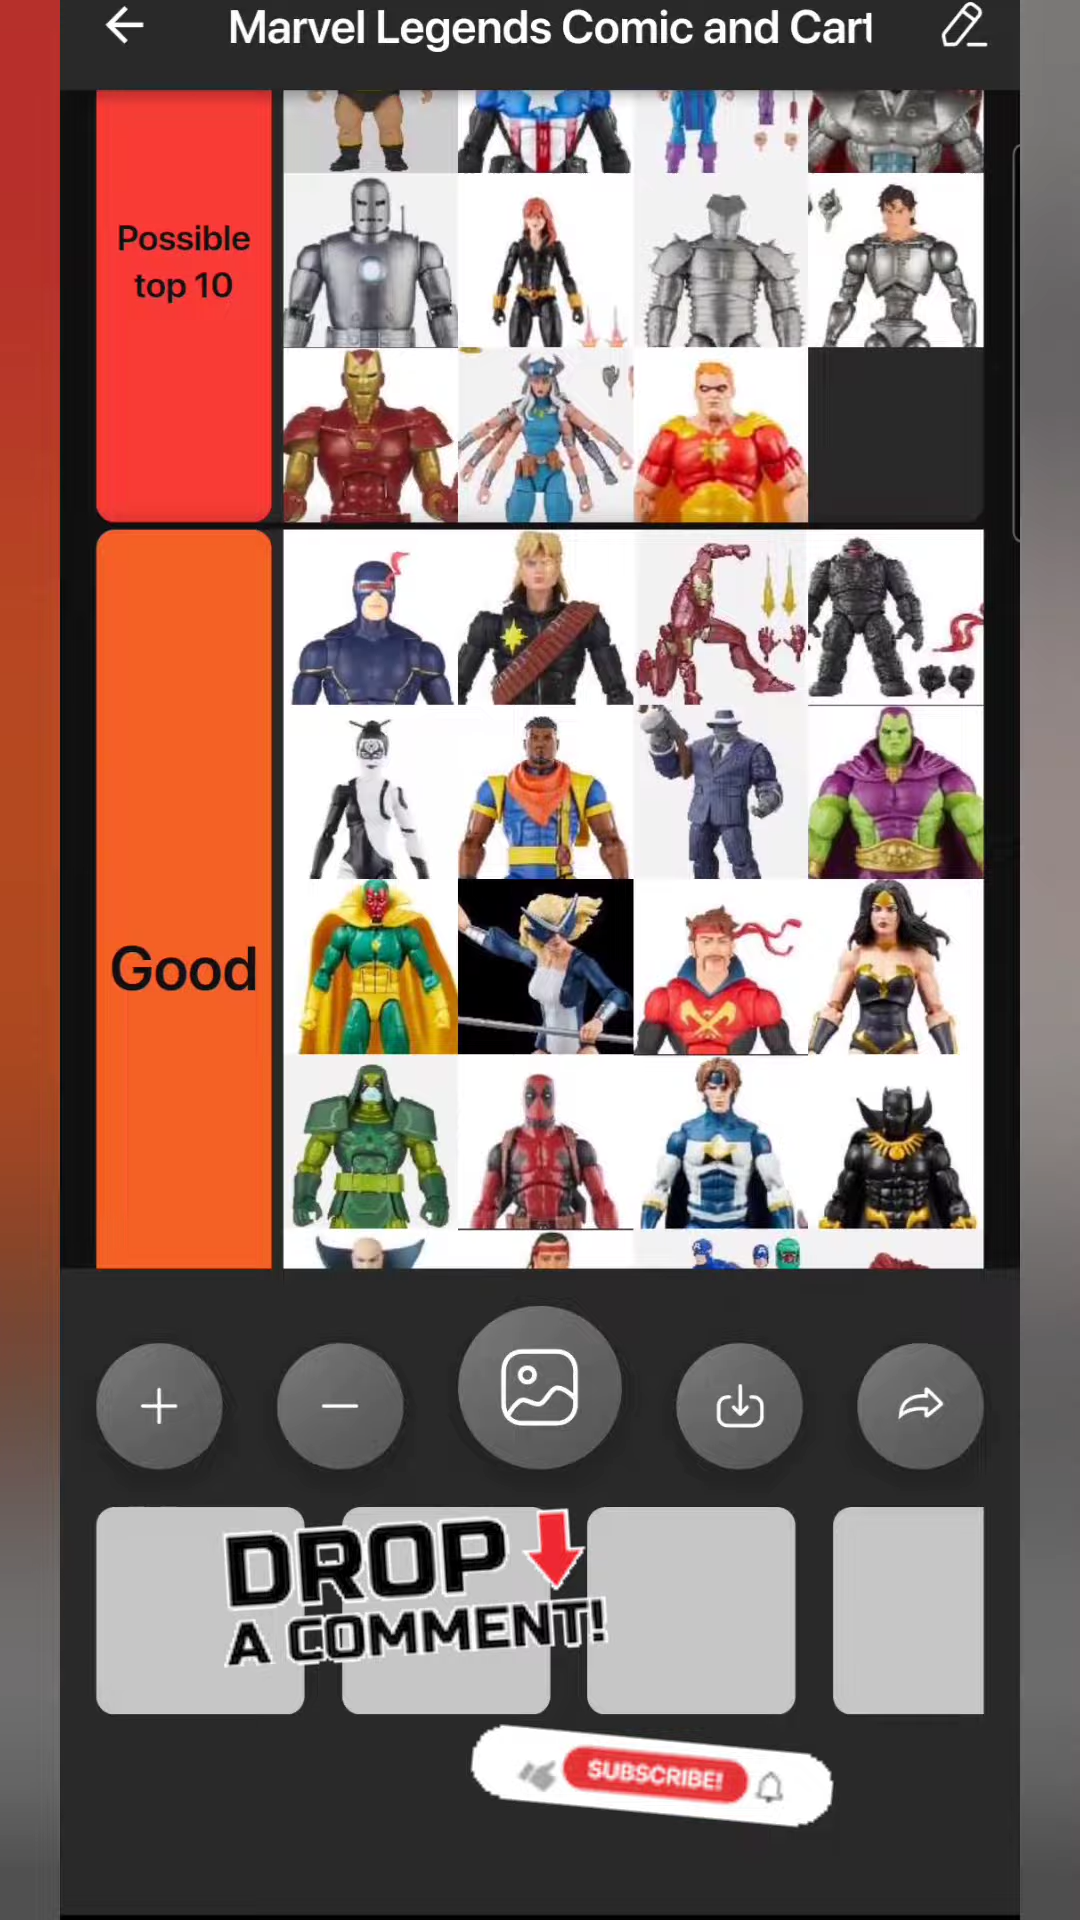 Marvel Legends Comic and Cart
Possible
top 10
Good
DROP
A COMMENT!
SUBSCRIBE!